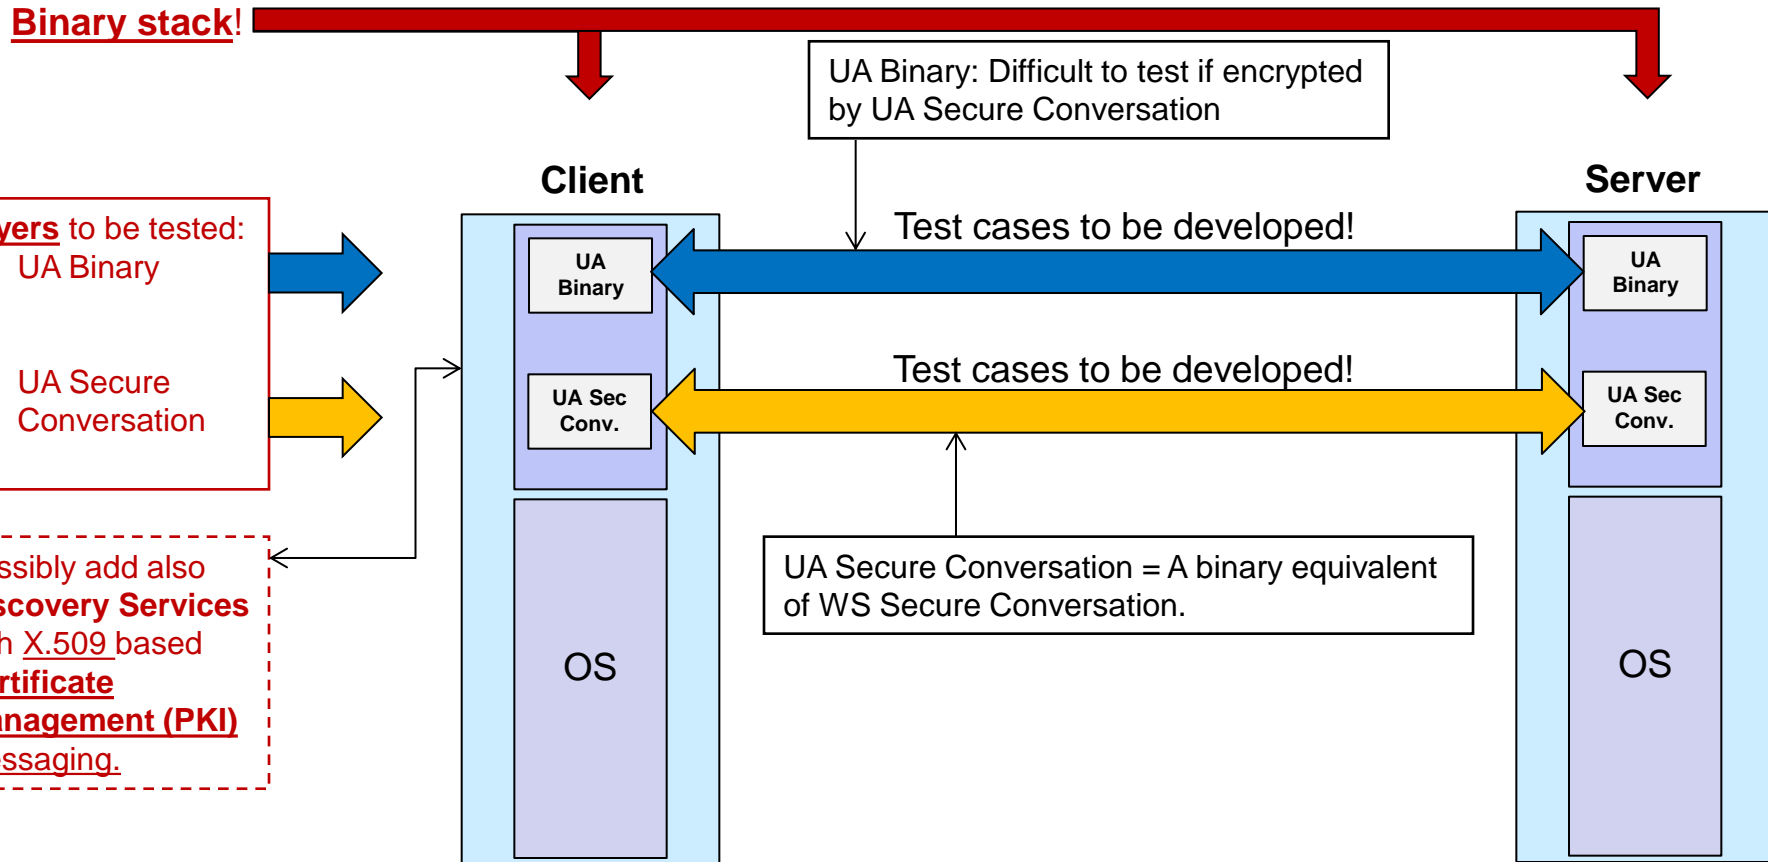 Binary stack!
UA Binary: Difficult to test if encrypted
by UA Secure Conversation
Client
Server
yers to be tested:
UA Binary
UA Secure
Conversation
Test cases to be developed!
UA
Binary
UA
Binary
Test cases to be developed!
UA Sec
Conv.
UA Sec
Conv.
ssibly add also
scovery Services
h X.509 based
rtificate
anagement (PKI)
essaging.
UA Secure Conversation = A binary equivalent
of WS Secure Conversation.
OS
OS